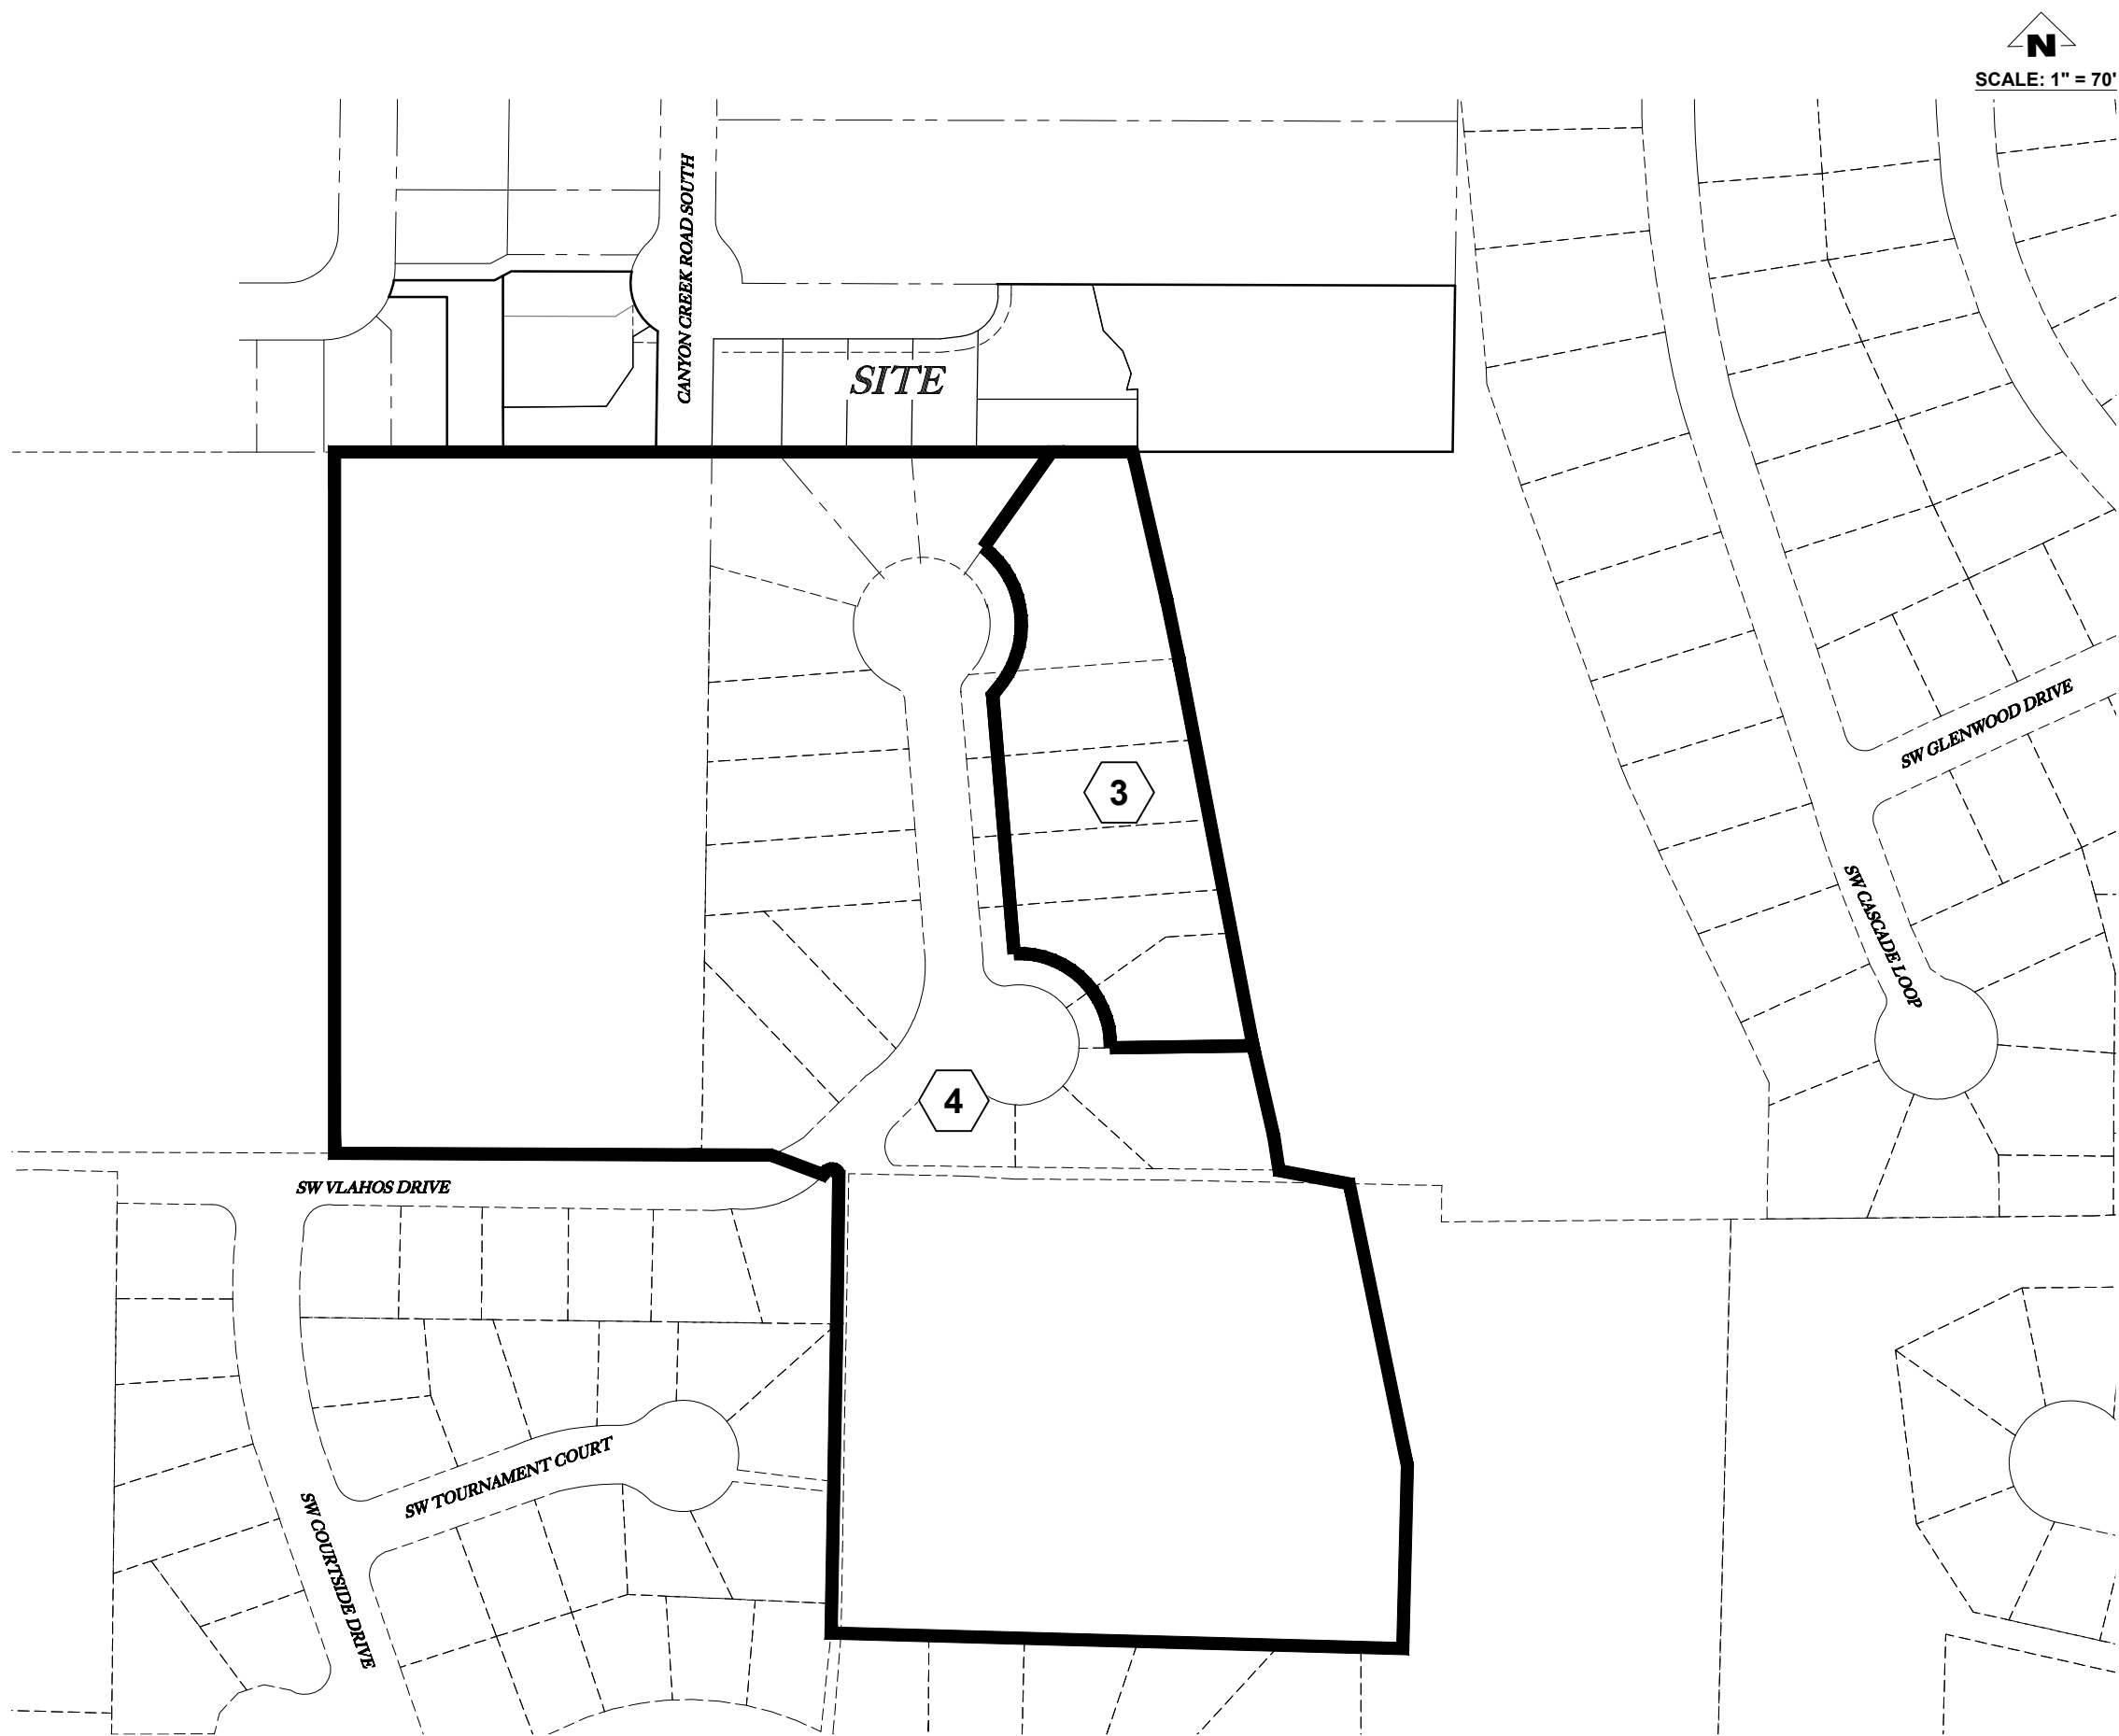 N
SCALE: 1" = 70'
CANYON CREEK ROAD SOUTH
SITE
SW GLENWOOD DRIVE
3
SW CASCADE LOOP
4
SW VLAHOS DRIVE
SW TOURNAMENT COURT
SW COURTSIDE DRIVE